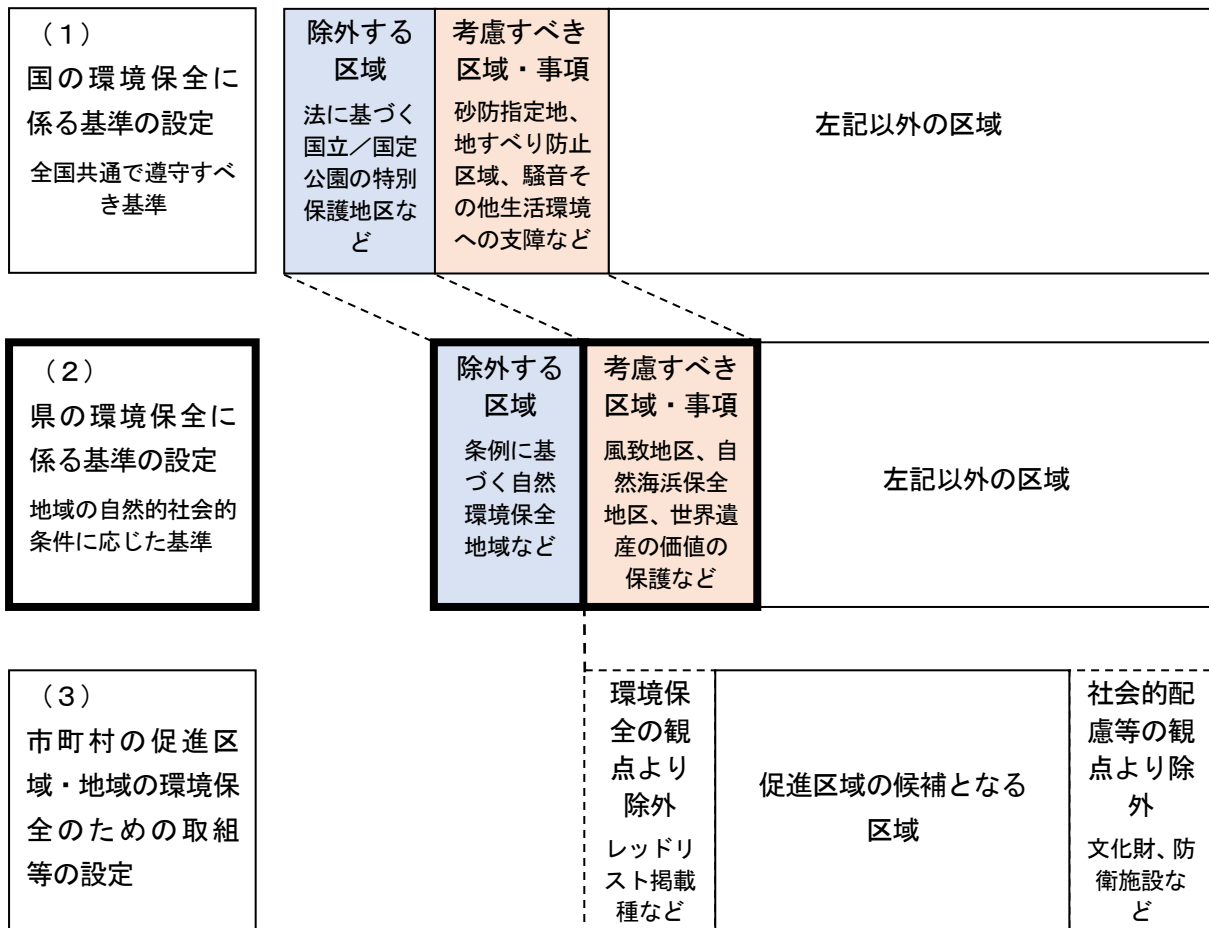 （１）
国の環境保全に
係る基準の設定
全国共通で遵守すべ
き基準
除外する
区域
法に基づく
国立／国定
公園の特別
保護地区な
ど
考慮すべき
区域・事項
砂防指定地、
地すべり防止
区域、騒音そ
の他生活環境
への支障など
左記以外の区域
（２）
県の環境保全に
係る基準の設定
地域の自然的社会的
条件に応じた基準
除外する
区域
条例に基
づく自然
環境保全
地域など
考慮すべき
区域・事項
風致地区、自
然海浜保全
地区、世界遺
産の価値の
保護など
左記以外の区域
（３）
市町村の促進区
域・地域の環境保
全のための取組
等の設定
環境保
全の観
点より
除外
レッドリ
スト掲載
種など
促進区域の候補となる
区域
社会的配
慮等の観
点より除
外
文化財、防
衛施設な
ど